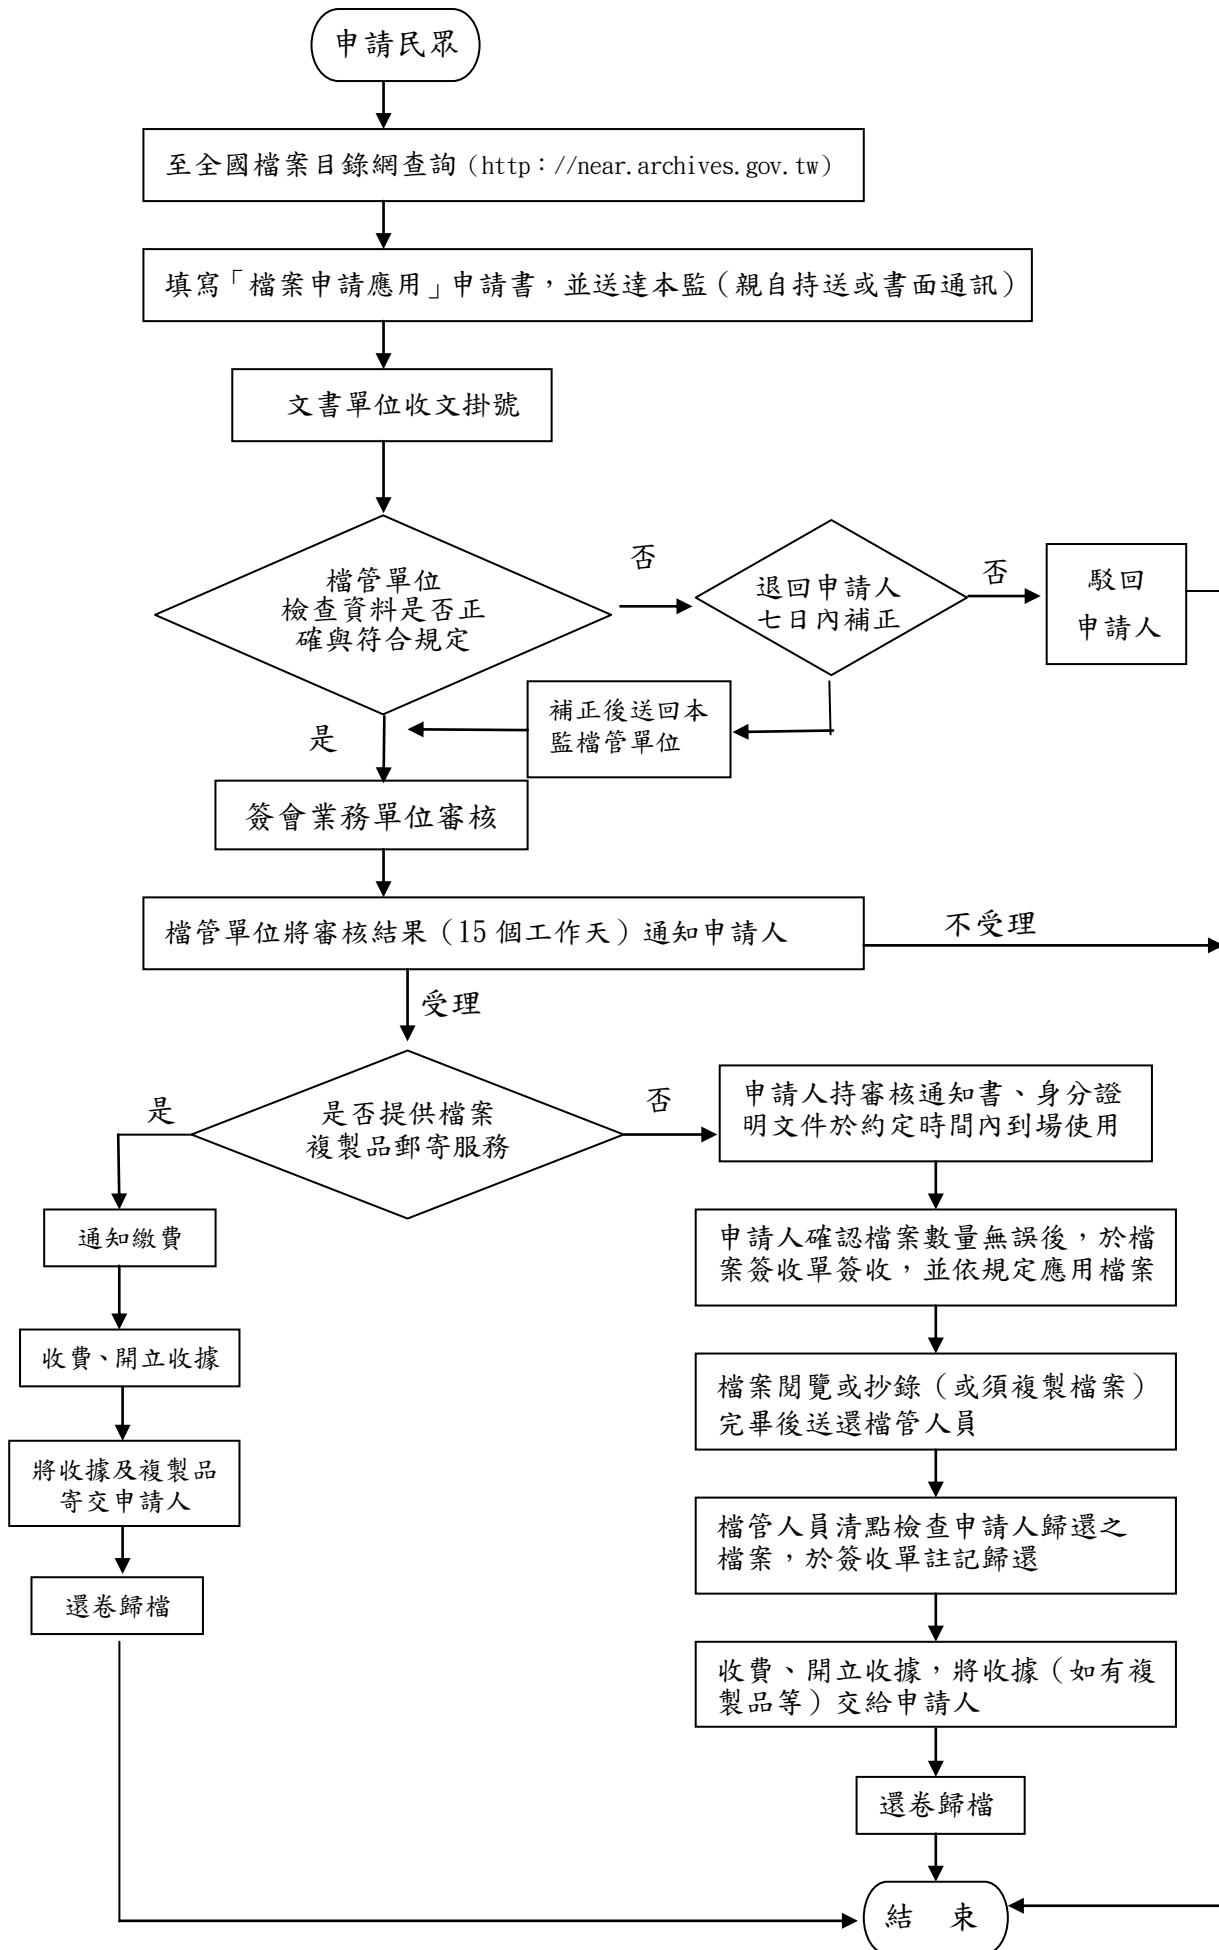 申請民眾
至全國檔案目錄網查詢(http：//near.archives.gov.tw)
填寫「檔案申請應用」申請書，並送達本監（親自持送或書面通訊）
文書單位收文掛號
檔管單位
檢查資料是否正
確與符合規定
否
退回申請人
七日內補正
否
駁回
申請人
補正後送回本
監檔管單位
是
簽會業務單位審核
檔管單位將審核結果（15 個工作天）通知申請人
不受理
受理
是否提供檔案
複製品郵寄服務
是
否
通知繳費
收費、開立收據
將收據及複製品
寄交申請人
還卷歸檔
申請人持審核通知書、身分證
明文件於約定時間內到場使用
申請人確認檔案數量無誤後，於檔
案簽收單簽收，並依規定應用檔案
檔案閱覽或抄錄（或須複製檔案）
完畢後送還檔管人員
檔管人員清點檢查申請人歸還之
檔案，於簽收單註記歸還
收費、開立收據，將收據（如有複
製品等）交給申請人
還卷歸檔
結　束